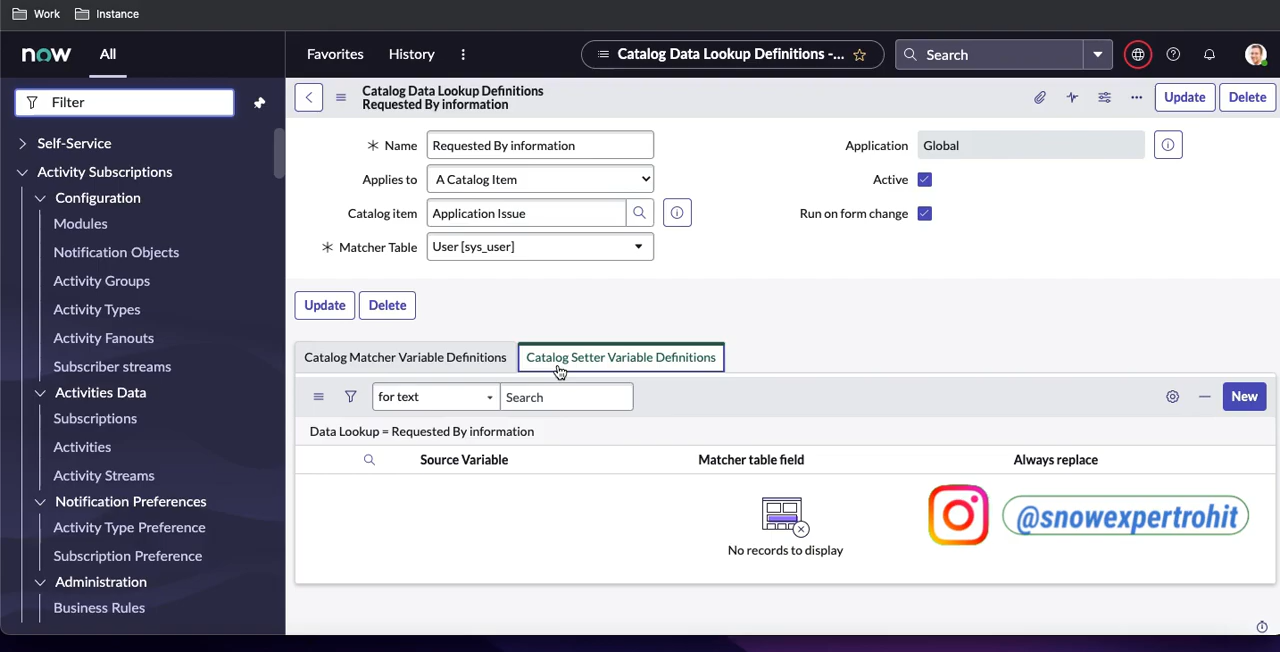 Work
Instance
now
All
Favorites
History
Catalog Data Lookup Definitions -...
Search
Filter
Catalog Data Lookup Definitions
Requested By information
Update
Delete
Self-Service
Activity Subscriptions
Configuration
Modules
Notification Objects
Activity Groups
Activity Types
Activity Fanouts
Subscriber streams
Activities Data
Subscriptions
Activities
Activity Streams
Notification Preferences
Activity Type Preference
Subscription Preference
Administration
Business Rules
Name
Requested By information
Application
Global
Applies to
A Catalog Item
Active
Catalog item
Application Issue
Run on form change
Matcher Table
User [sys_user]
Update
Delete
Catalog Matcher Variable Definitions
Catalog Setter Variable Definitions
for text
Search
New
Data Lookup = Requested By information
Source Variable
Matcher table field
Always replace
No records to display
@snowexpertrohit